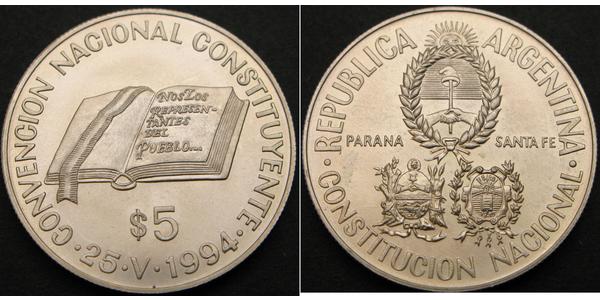 CONVENCION NACIONAL CONSTITUYENTE
NOS LOS
REPRESEN-
TANTES
DEL
PUEBLO...
$5
·25·V·1994·
REPUBLICA ARGENTINA
PARANA SANTA FE
·CONSTITUCION NACIONAL·